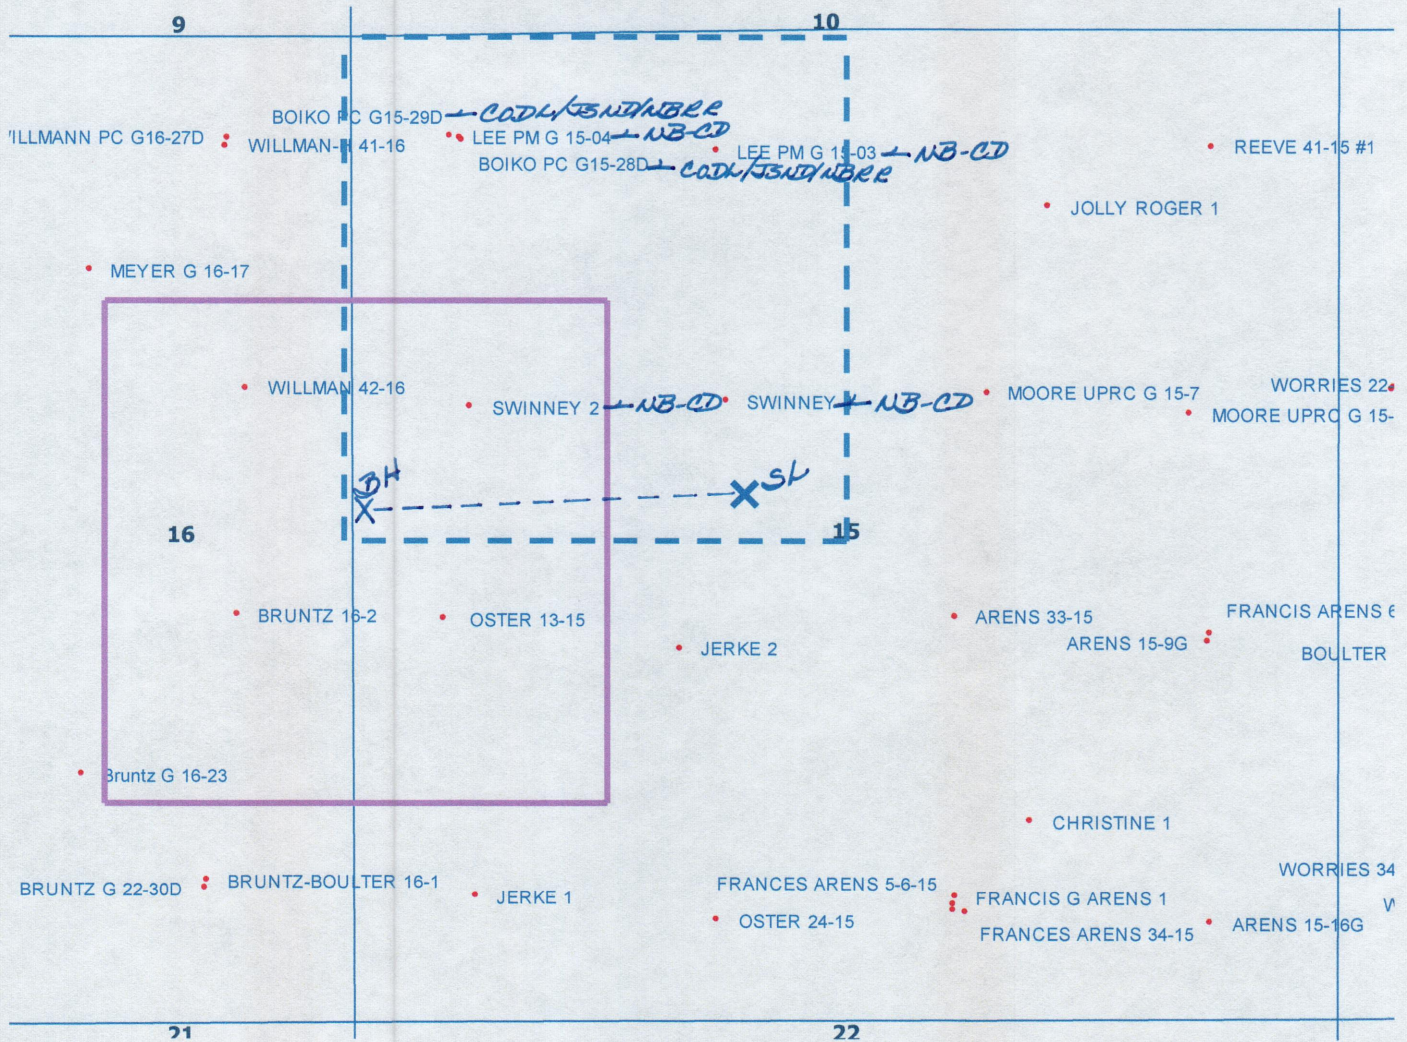 9
10
BOIKO PC G15-29D CODL/JSND/NBRR
ILLMANN PC G16-27D
WILLMAN-H 41-16
LEE PM G 15-04 NB-CD
LEE PM G 15-03 NB-CD
REEVE 41-15 #1
BOIKO PC G15-28D CODL/JSND/NBRR
JOLLY ROGER 1
MEYER G 16-17
WILLMAN 42-16
SWINNEY 2 NB-CD
SWINNEY NB-CD
MOORE UPRC G 15-7
WORRIES 22-
MOORE UPRC G 15-
BH
SL
16
15
BRUNTZ 16-2
OSTER 13-15
ARENS 33-15
FRANCIS ARENS 6
ARENS 15-9G
JERKE 2
BOULTER
Bruntz G 16-23
CHRISTINE 1
WORRIES 34
BRUNTZ G 22-30D
BRUNTZ-BOULTER 16-1
JERKE 1
FRANCES ARENS 5-6-15
FRANCIS G ARENS 1
OSTER 24-15
FRANCES ARENS 34-15
ARENS 15-16G
21
22